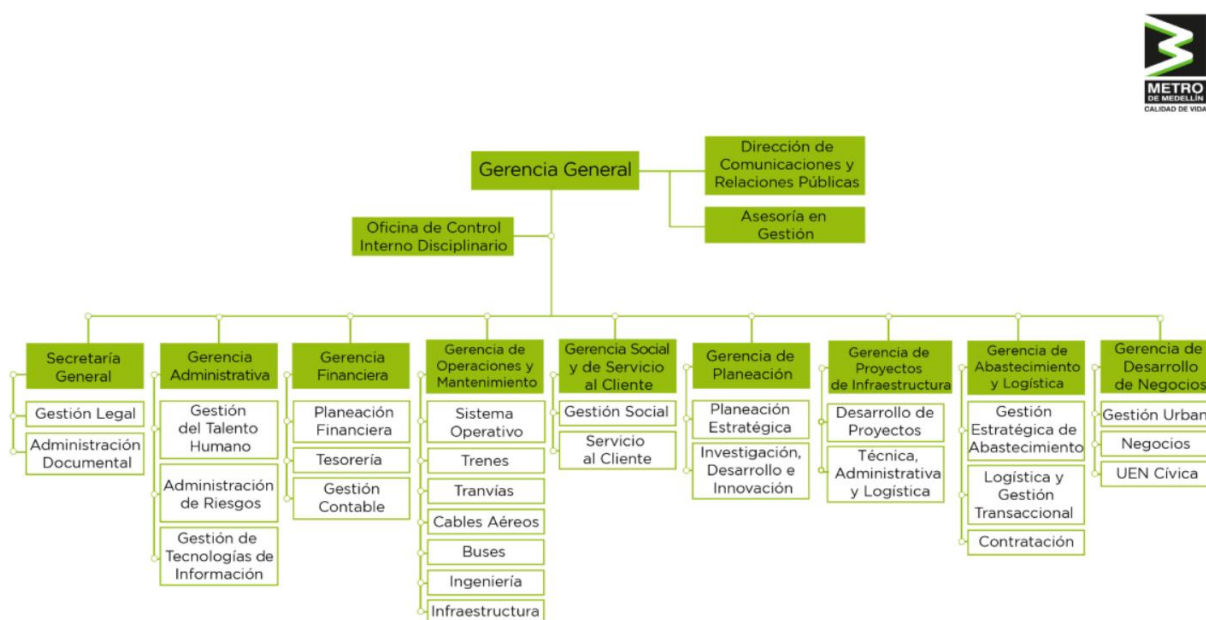 METRO
DE MEDELLÍN
CALIDAD DE VIDA
Gerencia General
Dirección de
Comunicaciones y
Relaciones Públicas
Asesoría en
Gestión
Oficina de Control
Interno Disciplinario
Secretaría
General
Gestión Legal
Administración
Documental
Gerencia
Administrativa
Gestión
del Talento
Humano
Administración
de Riesgos
Gestión de
Tecnologías de
Información
Gerencia
Financiera
Planeación
Financiera
Tesorería
Gestión
Contable
Gerencia de
Operaciones y
Mantenimiento
Sistema
Operativo
Trenes
Tranvías
Cables Aéreos
Buses
Ingeniería
Infraestructura
Gerencia Social
y de Servicio
al Cliente
Gestión Social
Servicio
al Cliente
Gerencia de
Planeación
Planeación
Estratégica
Investigación,
Desarrollo e
Innovación
Gerencia de
Proyectos
de Infraestructura
Desarrollo de
Proyectos
Técnica,
Administrativa
y Logística
Gerencia de
Abastecimiento
y Logística
Gestión
Estratégica de
Abastecimiento
Logística y
Gestión
Transaccional
Contratación
Gerencia de
Desarrollo
de Negocios
Gestión Urban
Negocios
UEN Cívica